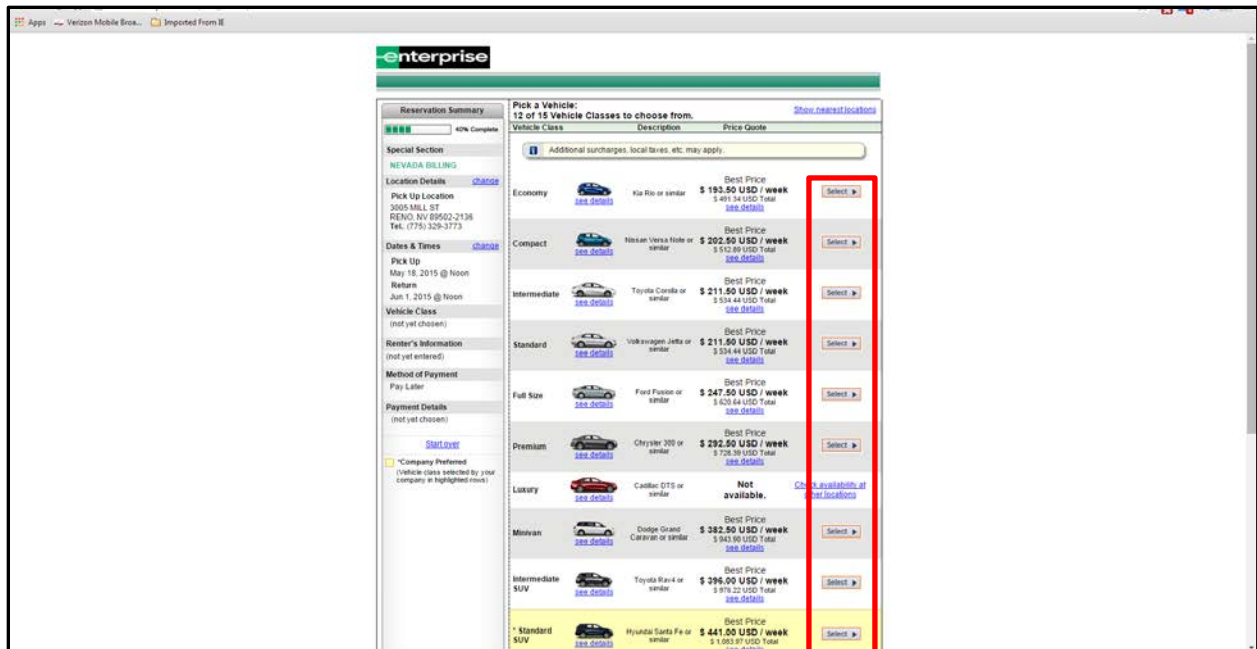 Apps Verizon Mobile Broa... Imported From IE
enterprise
Reservation Summary
40% Complete
Special Section
NEVADA BILLING
Location Details change
Pick Up Location
3005 MILL ST
RENO, NV 89502-2136
Tel. (775) 329-3773
Dates & Times change
Pick Up
May 18, 2015 @ Noon
Return
Jun 1, 2015 @ Noon
Vehicle Class
(not yet chosen)
Renter's Information
(not yet entered)
Method of Payment
Pay Later
Payment Details
(not yet chosen)
Start over
*Company Preferred
(Vehicle class selected by your
company in highlighted rows)
Pick a Vehicle:
12 of 15 Vehicle Classes to choose from. Show nearest locations
Vehicle Class Description Price Quote
Additional surcharges, local taxes, etc. may apply.
Economy
see details
Kia Rio or similar
Best Price
$ 193.50 USD / week
$ 491.34 USD Total
see details
Select
Compact
see details
Nissan Versa Note or
similar
Best Price
$ 202.50 USD / week
$ 512.89 USD Total
see details
Select
Intermediate
see details
Toyota Corolla or
similar
Best Price
$ 211.50 USD / week
$ 534.44 USD Total
see details
Select
Standard
see details
Volkswagen Jetta or
similar
Best Price
$ 211.50 USD / week
$ 534.44 USD Total
see details
Select
Full Size
see details
Ford Fusion or
similar
Best Price
$ 247.50 USD / week
$ 620.64 USD Total
see details
Select
Premium
see details
Chrysler 300 or
similar
Best Price
$ 292.50 USD / week
$ 728.39 USD Total
see details
Select
Luxury
see details
Cadillac DTS or
similar
Not
available.
Check availability at
other locations
Minivan
see details
Dodge Grand
Caravan or similar
Best Price
$ 382.50 USD / week
$ 943.90 USD Total
see details
Select
Intermediate
SUV
see details
Toyota Rav4 or
similar
Best Price
$ 396.00 USD / week
$ 976.22 USD Total
see details
Select
* Standard
SUV
see details
Hyundai Santa Fe or
similar
Best Price
$ 441.00 USD / week
$ 1,083.97 USD Total
see details
Select